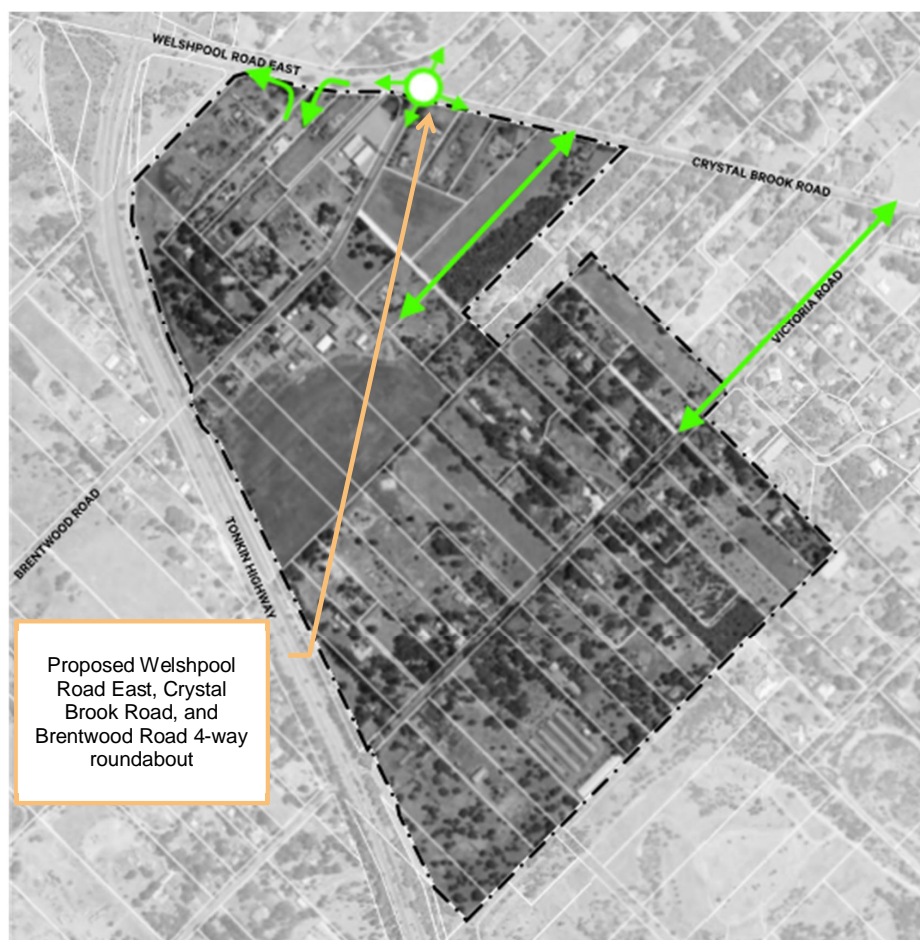 WELSHPOOL ROAD EAST
CRYSTAL BROOK ROAD
VICTORIA ROAD
BRENTWOOD ROAD
TONKIN HIGHWAY
Proposed Welshpool
Road East, Crystal
Brook Road, and
Brentwood Road 4-way
roundabout